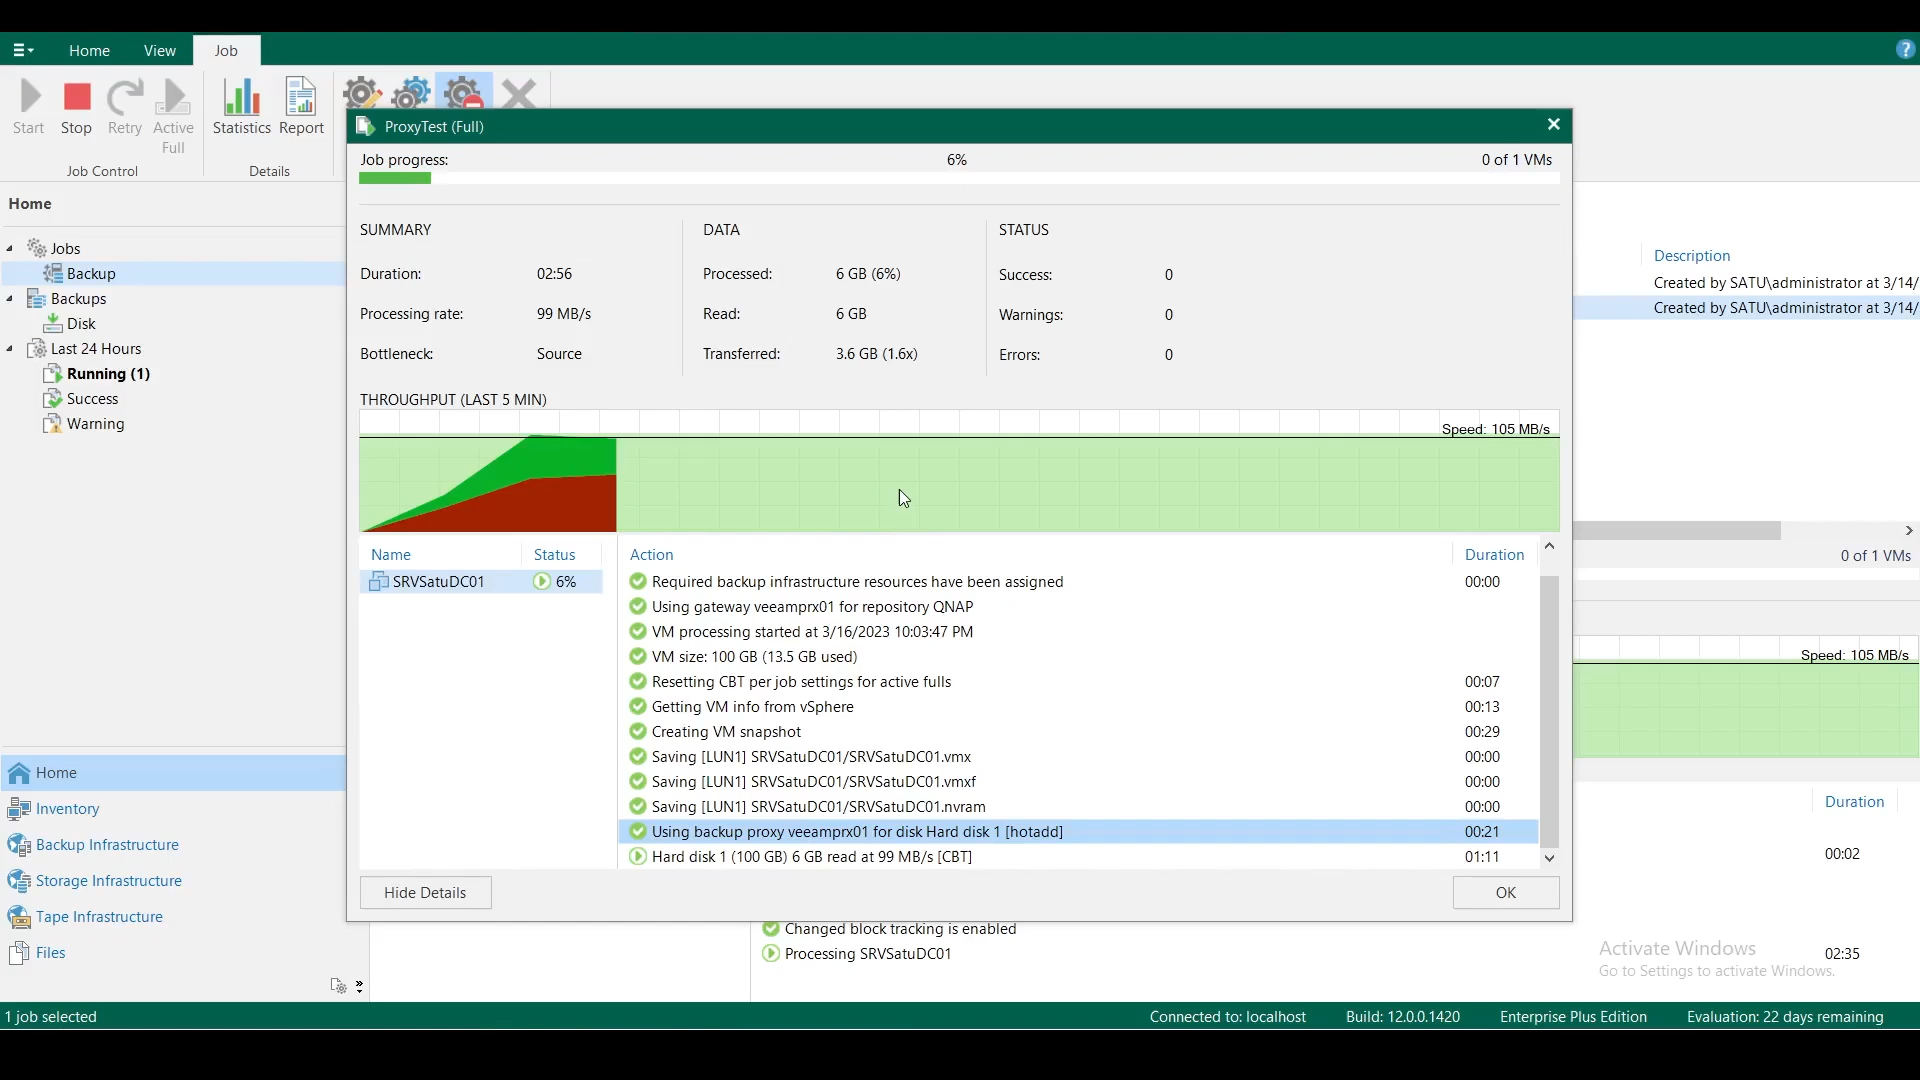 Home View Job
?
Start Stop Retry Active Full Statistics Report
Job Control Details
ProxyTest (Full)
Job progress: 6% 0 of 1 VMs
SUMMARY DATA STATUS
Duration: 02:56 Processed: 6 GB (6%) Success: 0
Processing rate: 99 MB/s Read: 6 GB Warnings: 0
Bottleneck: Source Transferred: 3.6 GB (1.6x) Errors: 0
THROUGHPUT (LAST 5 MIN)
Speed: 105 MB/s
Name Status Action Duration
SRVSatuDC01 6%
Required backup infrastructure resources have been assigned 00:00
Using gateway veeamprx01 for repository QNAP
VM processing started at 3/16/2023 10:03:47 PM
VM size: 100 GB (13.5 GB used)
Resetting CBT per job settings for active fulls 00:07
Getting VM info from vSphere 00:13
Creating VM snapshot 00:29
Saving [LUN1] SRVSatuDC01/SRVSatuDC01.vmx 00:00
Saving [LUN1] SRVSatuDC01/SRVSatuDC01.vmxf 00:00
Saving [LUN1] SRVSatuDC01/SRVSatuDC01.nvram 00:00
Using backup proxy veeamprx01 for disk Hard disk 1 [hotadd] 00:21
Hard disk 1 (100 GB) 6 GB read at 99 MB/s [CBT] 01:11
Hide Details OK
Home
Jobs
Backup
Backups
Disk
Last 24 Hours
Running (1)
Success
Warning
Home
Inventory
Backup Infrastructure
Storage Infrastructure
Tape Infrastructure
Files
Description
Created by SATU\administrator at 3/14/
Created by SATU\administrator at 3/14/
0 of 1 VMs
Speed: 105 MB/s
Duration
00:02
Changed block tracking is enabled
Processing SRVSatuDC01 02:35
Activate Windows
Go to Settings to activate Windows.
1 job selected Connected to: localhost Build: 12.0.0.1420 Enterprise Plus Edition Evaluation: 22 days remaining